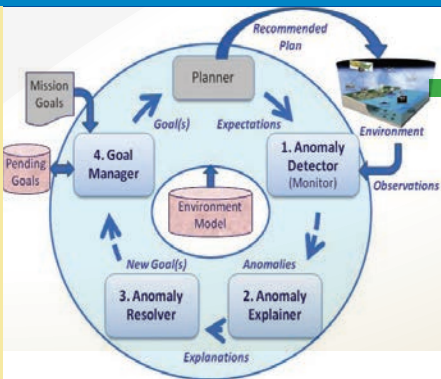 Recommended
Plan
Mission
Goals
Planner
Goal(s)
Expectations
Environment
Pending
Goals
4. Goal
Manager
1. Anomaly
Detector
(Monitor)
Observations
Environment
Model
New Goal(s)
Anomalies
3. Anomaly
Resolver
2. Anomaly
Explainer
Explanations